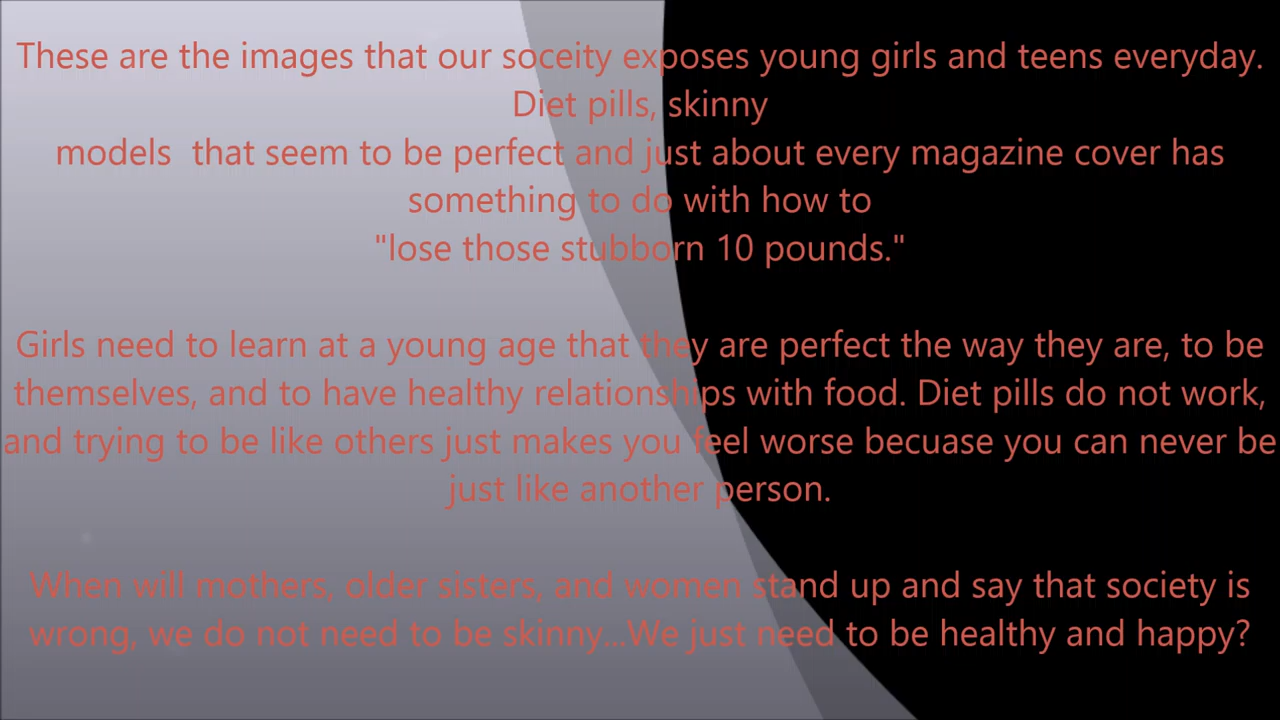 These are the images that our soceity exposes young girls and teens everyday.
Diet pills, skinny
models  that seem to be perfect and just about every magazine cover has
something to do with how to
"lose those stubborn 10 pounds."
Girls need to learn at a young age that they are perfect the way they are, to be
themselves, and to have healthy relationships with food. Diet pills do not work,
and trying to be like others just makes you feel worse becuase you can never be
just like another person.
When will mothers, older sisters, and women stand up and say that society is
wrong, we do not need to be skinny...We just need to be healthy and happy?